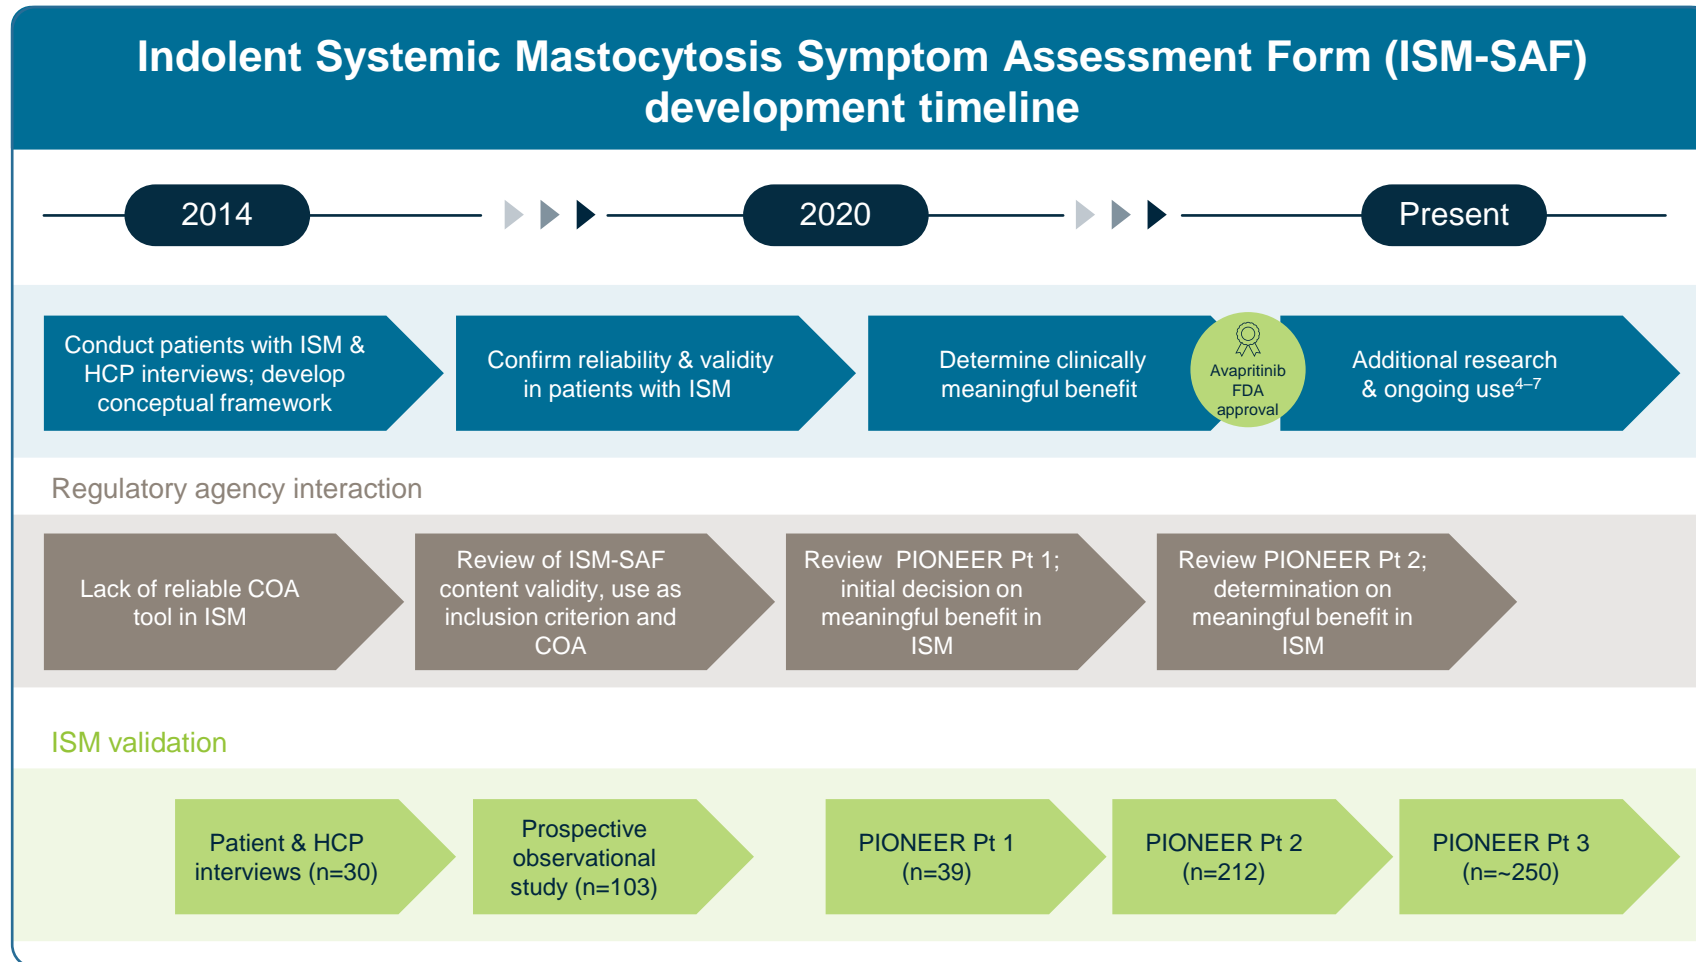 Indolent Systemic Mastocytosis Symptom Assessment Form (ISM-SAF)
development timeline
2014
2020
Present
Conduct patients with ISM &
HCP interviews; develop
conceptual framework
Confirm reliability & validity
in patients with ISM
Determine clinically
meaningful benefit
Avapritinib
FDA
approval
Additional research
& ongoing use⁴⁻⁷
Regulatory agency interaction
Lack of reliable COA
tool in ISM
Review of ISM-SAF
content validity, use as
inclusion criterion and
COA
Review PIONEER Pt 1;
initial decision on
meaningful benefit in
ISM
Review PIONEER Pt 2;
determination on
meaningful benefit in
ISM
ISM validation
Patient & HCP
interviews (n=30)
Prospective
observational
study (n=103)
PIONEER Pt 1
(n=39)
PIONEER Pt 2
(n=212)
PIONEER Pt 3
(n=~250)